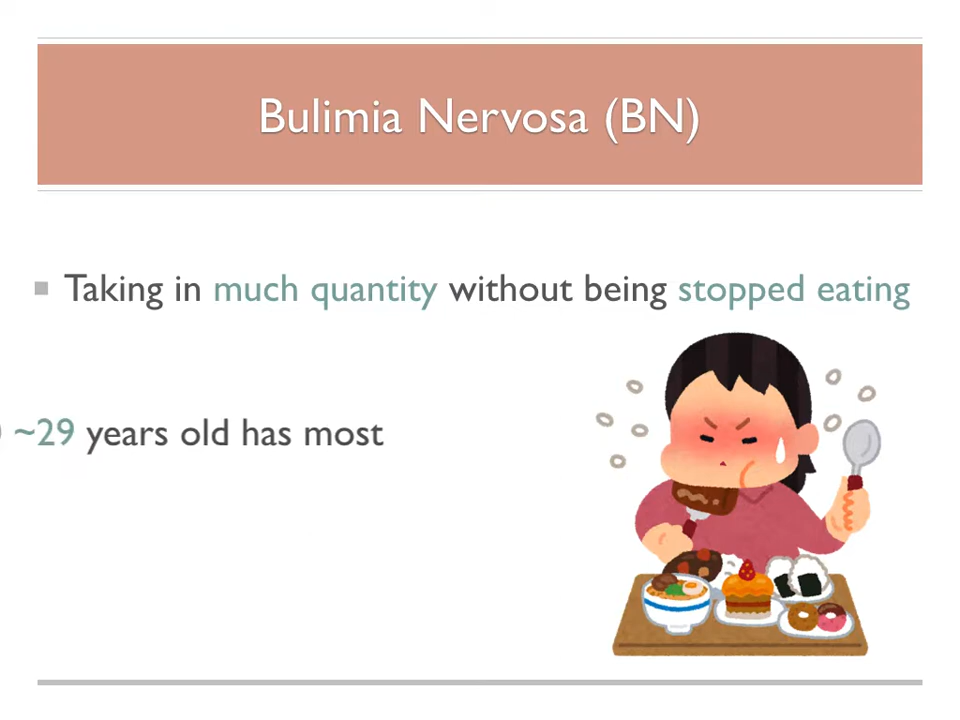 Bulimia Nervosa (BN)
Taking in much quantity without being stopped eating
~29 years old has most